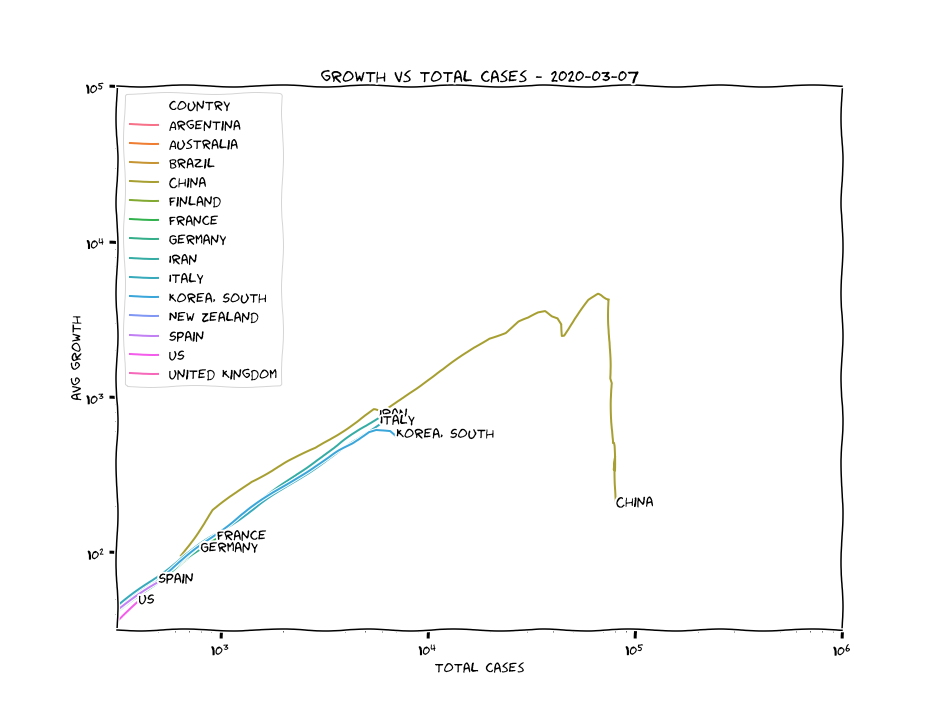 GROWTH VS TOTAL CASES - 2020-03-07
10⁵
COUNTRY
ARGENTINA
AUSTRALIA
BRAZIL
CHINA
FINLAND
FRANCE
GERMANY
IRAN
ITALY
KOREA, SOUTH
NEW ZEALAND
SPAIN
US
UNITED KINGDOM
10⁴
AVG GROWTH
10³
IRAN
ITALY
KOREA, SOUTH
CHINA
FRANCE
GERMANY
10²
SPAIN
US
10³ 10⁴ 10⁵ 10⁶
TOTAL CASES